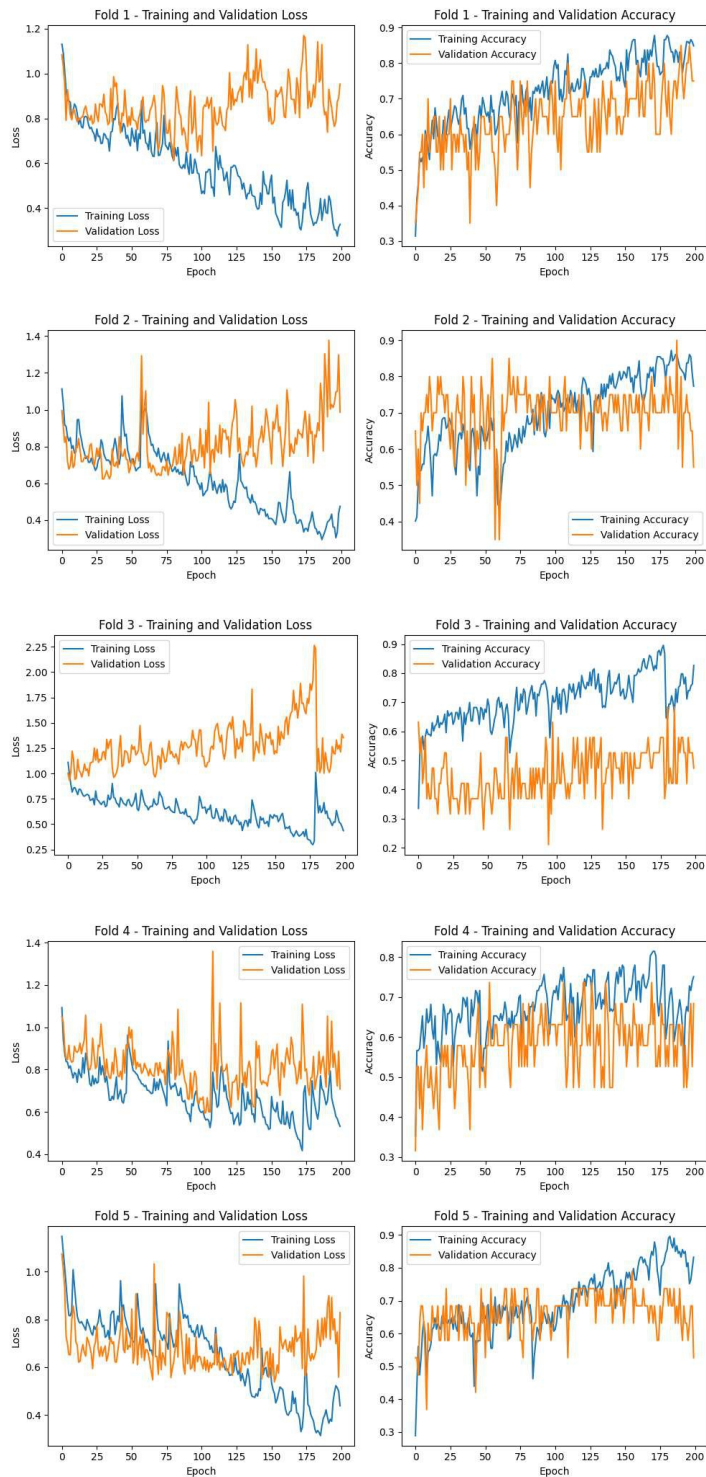 Fold 1 - Training and Validation Loss
1.2
1.0
0.8
0.6
0.4
Loss
Training Loss
Validation Loss
0 25 50 75 100 125 150 175 200
Epoch
Fold 1 - Training and Validation Accuracy
0.9
0.8
0.7
0.6
0.5
0.4
0.3
Accuracy
Training Accuracy
Validation Accuracy
0 25 50 75 100 125 150 175 200
Epoch
Fold 2 - Training and Validation Loss
1.4
1.2
1.0
0.8
0.6
0.4
Loss
Training Loss
Validation Loss
0 25 50 75 100 125 150 175 200
Epoch
Fold 2 - Training and Validation Accuracy
0.9
0.8
0.7
0.6
0.5
0.4
Accuracy
Training Accuracy
Validation Accuracy
0 25 50 75 100 125 150 175 200
Epoch
Fold 3 - Training and Validation Loss
2.25
2.00
1.75
1.50
1.25
1.00
0.75
0.50
0.25
Loss
Training Loss
Validation Loss
0 25 50 75 100 125 150 175 200
Epoch
Fold 3 - Training and Validation Accuracy
0.9
0.8
0.7
0.6
0.5
0.4
0.3
0.2
Accuracy
Training Accuracy
Validation Accuracy
0 25 50 75 100 125 150 175 200
Epoch
Fold 4 - Training and Validation Loss
1.4
1.2
1.0
0.8
0.6
0.4
Loss
Training Loss
Validation Loss
0 25 50 75 100 125 150 175 200
Epoch
Fold 4 - Training and Validation Accuracy
0.8
0.7
0.6
0.5
0.4
0.3
Accuracy
Training Accuracy
Validation Accuracy
0 25 50 75 100 125 150 175 200
Epoch
Fold 5 - Training and Validation Loss
1.0
0.8
0.6
0.4
Loss
Training Loss
Validation Loss
0 25 50 75 100 125 150 175 200
Epoch
Fold 5 - Training and Validation Accuracy
0.9
0.8
0.7
0.6
0.5
0.4
0.3
Accuracy
Training Accuracy
Validation Accuracy
0 25 50 75 100 125 150 175 200
Epoch